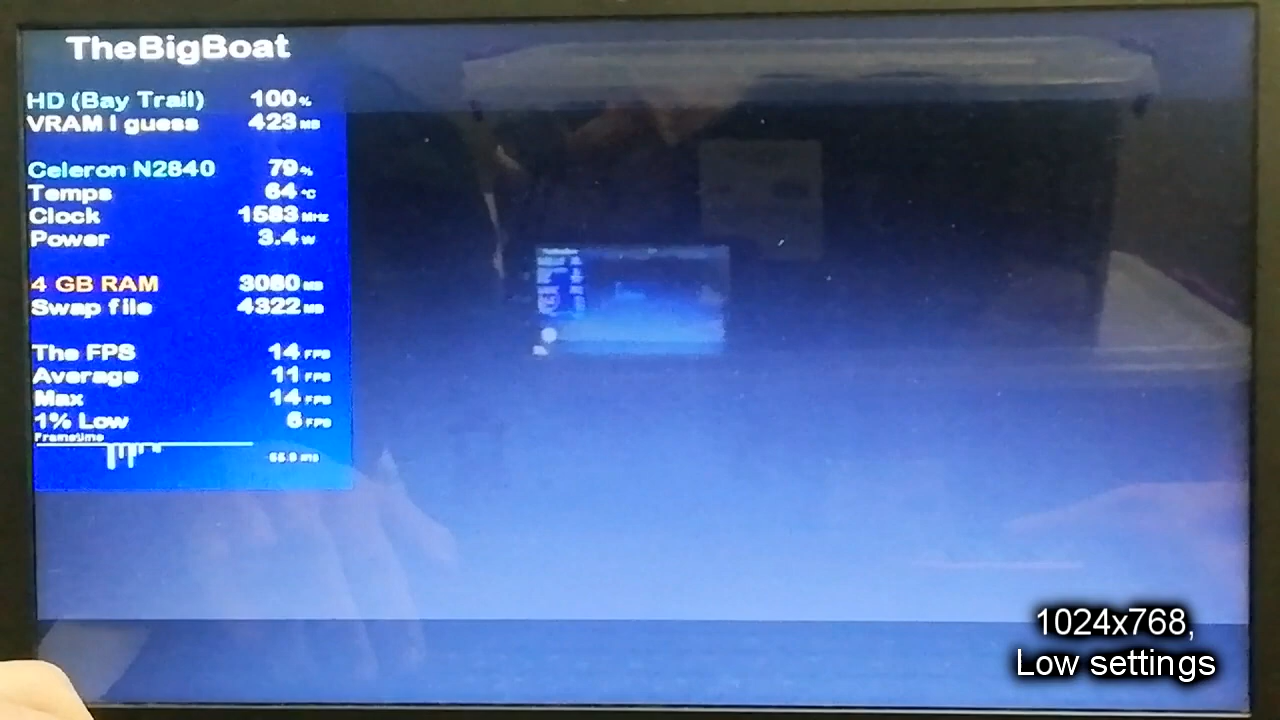 TheBigBoat
HD (Bay Trail) 100%
VRAM I guess 423 MB
Celeron N2840 79%
Temps 64 °C
Clock 1583 MHz
Power 3.4 W
4 GB RAM 3080 MB
Swap file 4322 MB
The FPS 14 FPS
Average 11 FPS
Max 14 FPS
1% Low 6 FPS
Frametime
1024x768,
Low settings